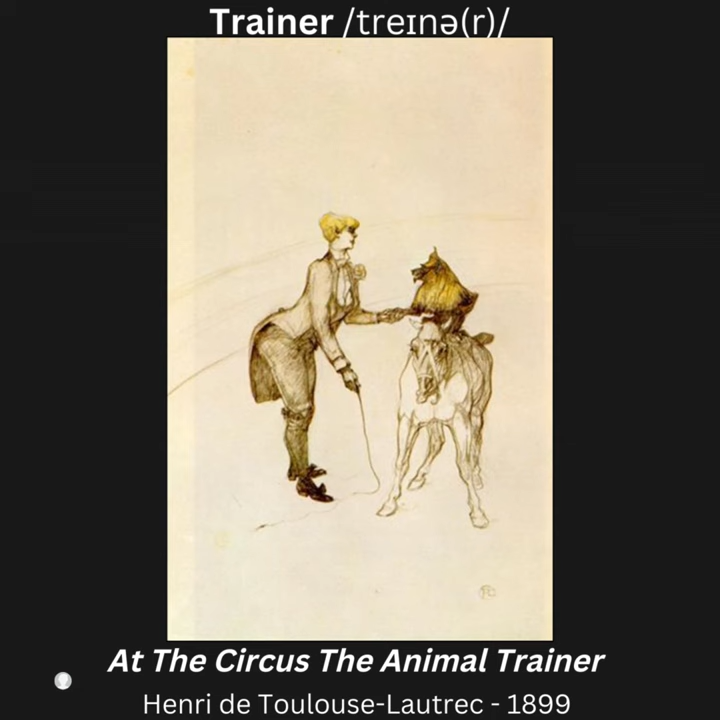 Trainer /treɪnə(r)/
At The Circus The Animal Trainer
Henri de Toulouse-Lautrec - 1899